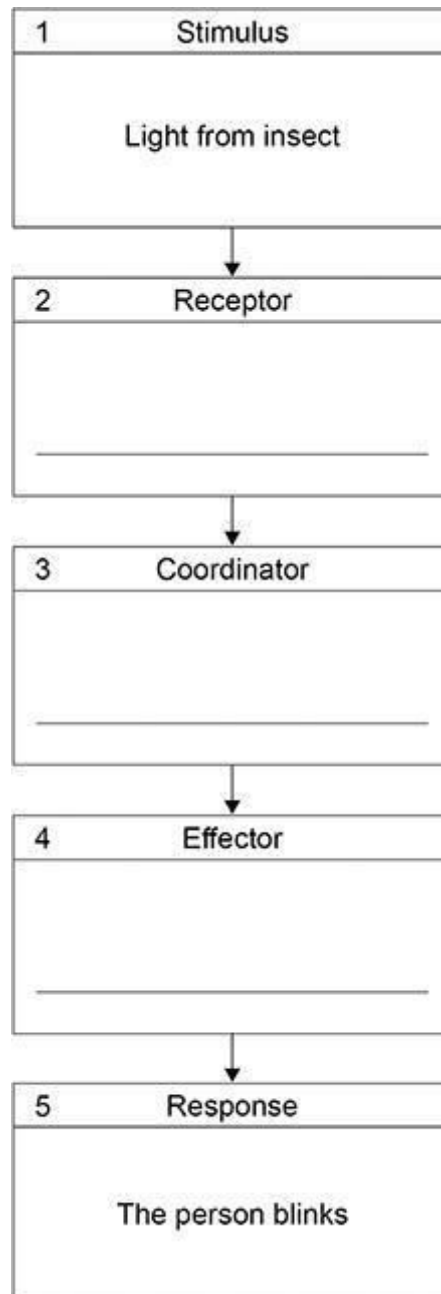 1 Stimulus
Light from insect
2 Receptor
3 Coordinator
4 Effector
5 Response
The person blinks